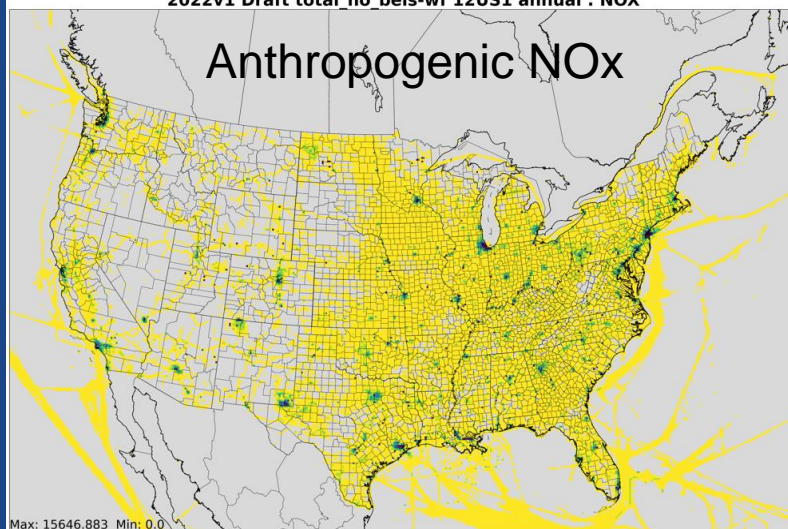 2022v1 Draft total_no_beis-wf 12US1 annual : NOX
Anthropogenic NOx
Max: 15646.883 Min: 0.0